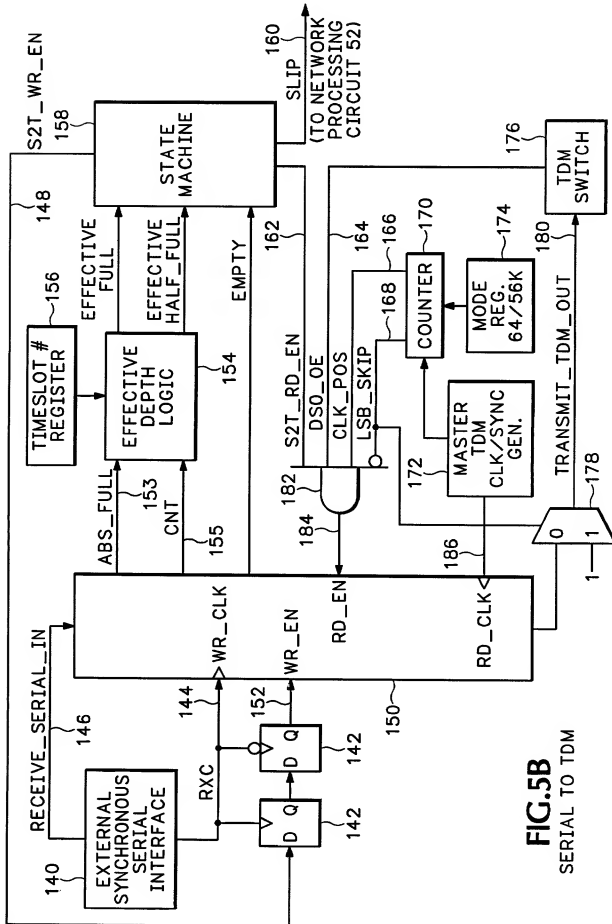 S2T_WR_EN
148
158
STATE
MACHINE
160
SLIP
(TO NETWORK
PROCESSING
CIRCUIT 52)
EFFECTIVE
FULL
EFFECTIVE
HALF_FULL
EMPTY
156
TIMESLOT #
REGISTER
EFFECTIVE
DEPTH
LOGIC
154
ABS_FULL
153
CNT
155
RECEIVE_SERIAL_IN
146
EXTERNAL
SYNCHRONOUS
SERIAL
INTERFACE
140
RXC
144
WR_CLK
152
WR_EN
D Q
142
D Q
142
RD_EN
RD_CLK
150
162
164
166
168
S2T_RD_EN
DSO_OE
CLK_POS
LSB_SKIP
182
184
170
COUNTER
174
MODE
REG.
64/56K
172
MASTER
TDM
CLK/SYNC
GEN.
186
176
TDM
SWITCH
180
TRANSMIT_TDM_OUT
178
0
1
1
FIG.5B
SERIAL TO TDM